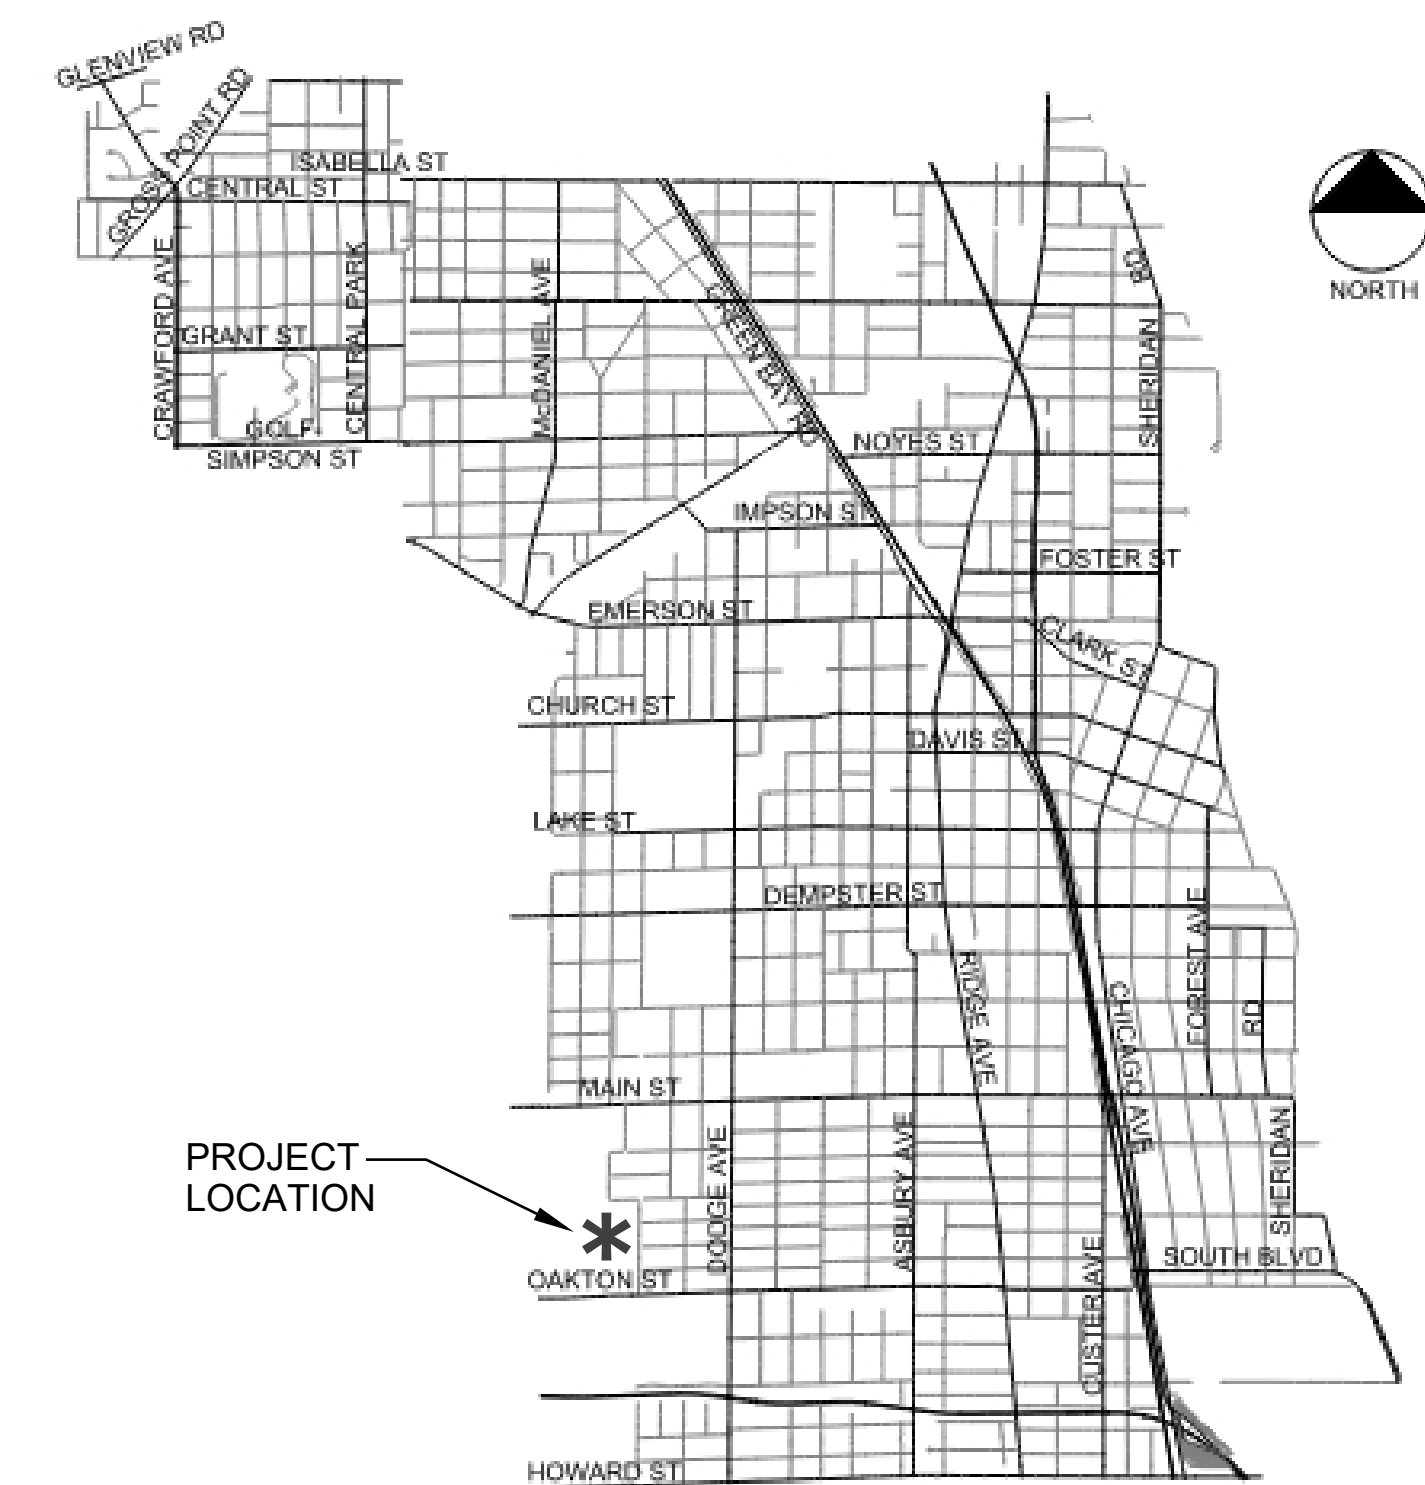 GLENVIEW RD
GROSS POINT RD
ISABELLA ST
CENTRAL ST
CRAWFORD AVE
CENTRAL PARK
McDANIEL AVE
GREEN BAY RD
RD
SHERIDAN
NORTH
GRANT ST
GOLF
SIMPSON ST
NOYES ST
IMPSON ST
FOSTER ST
EMERSON ST
CLARK ST
CHURCH ST
DAVIS ST
LAKE ST
DEMPSTER ST
RIDGE AVE
CHICAGO AVE
FOREST AVE
RD
MAIN ST
DODGE AVE
ASBURY AVE
SHERIDAN
PROJECT
LOCATION
OAKTON ST
CUSTER AVE
SOUTH BLVD
HOWARD ST